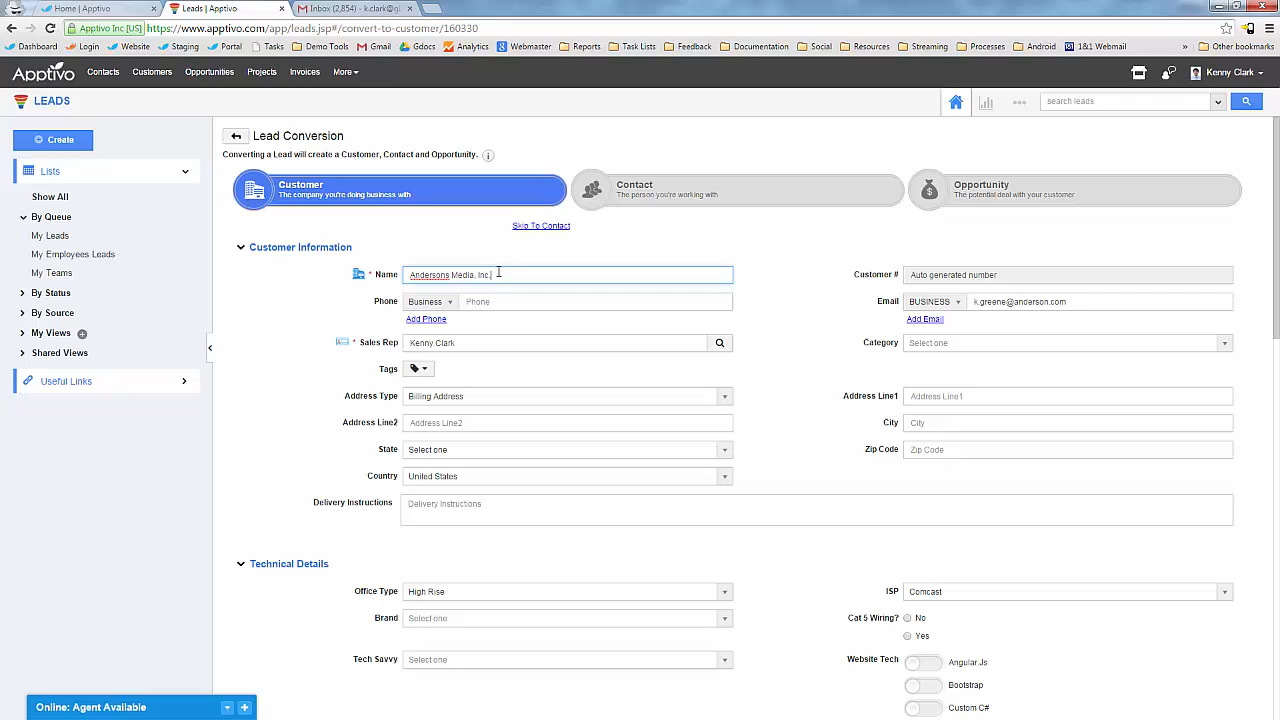 Home | Apptivo
Leads | Apptivo
Inbox (2,854) - k.clark@gl
Apptivo Inc [US] https://www.apptivo.com/app/leads.jsp#/convert-to-customer/160330
Dashboard Login Website Staging Portal Tasks Demo Tools Gmail Gdocs Analytics Webmaster Reports Task Lists Feedback Documentation Social Resources Streaming Processes Android 1&1 Webmail » Other bookmarks
Apptivo Contacts Customers Opportunities Projects Invoices More Kenny Clark
LEADS search leads
Create
Lists
Show All
By Queue
My Leads
My Employees Leads
My Teams
By Status
By Source
My Views
Shared Views
Useful Links
Lead Conversion
Converting a Lead will create a Customer, Contact and Opportunity. i
Customer
The company you're doing business with
Contact
The person you're working with
Opportunity
The potential deal with your customer
Skip To Contact
Customer Information
* Name Andersons Media, Inc. Customer # Auto generated number
Phone Business Phone Email BUSINESS k.greene@anderson.com
Add Phone Add Email
* Sales Rep Kenny Clark Category Select one
Tags
Address Type Billing Address Address Line1 Address Line1
Address Line2 Address Line2 City City
State Select one Zip Code Zip Code
Country United States
Delivery Instructions Delivery Instructions
Technical Details
Office Type High Rise ISP Comcast
Brand Select one Cat 5 Wiring? No
Yes
Tech Savvy Select one Website Tech Angular.Js
Bootstrap
Custom C#
Online: Agent Available